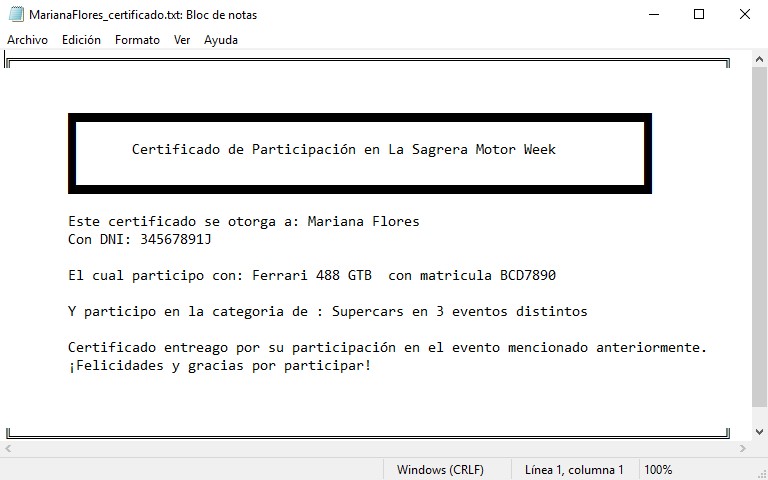 MarianaFlores_certificado.txt: Bloc de notas
Archivo Edición Formato Ver Ayuda
Certificado de Participación en La Sagrera Motor Week
Este certificado se otorga a: Mariana Flores
Con DNI: 34567891J
El cual participo con: Ferrari 488 GTB  con matricula BCD7890
Y participo en la categoria de : Supercars en 3 eventos distintos
Certificado entreago por su participación en el evento mencionado anteriormente.
¡Felicidades y gracias por participar!
Windows (CRLF) Línea 1, columna 1 100%